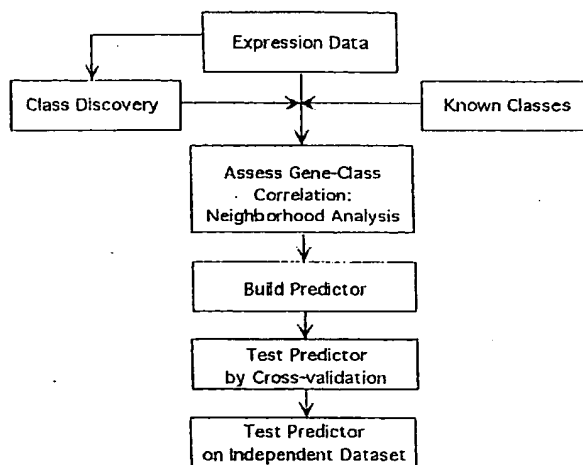 Expression Data
Class Discovery
Known Classes
Assess Gene-Class
Correlation:
Neighborhood Analysis
Build Predictor
Test Predictor
by Cross-validation
Test Predictor
on Independent Dataset